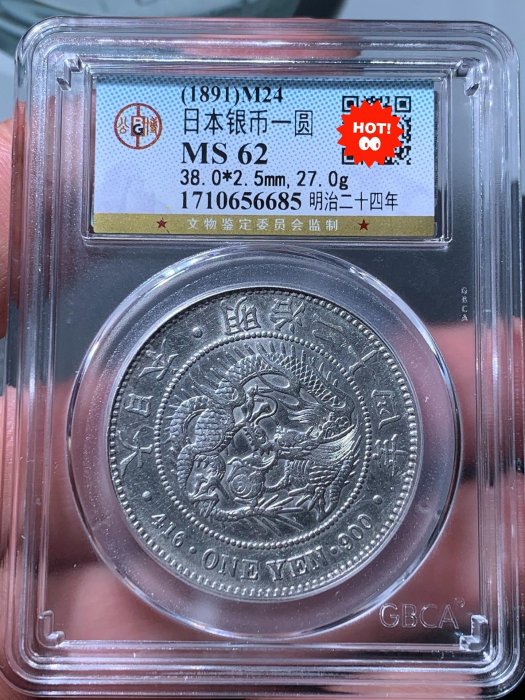 (1891)M24
日本银币一圆
公博
HOT!
MS 62
38.0*2.5mm,27.0g
1710656685 明治二十四年
★ 文物鉴定委员会监制 ★
GBCA
大日本・明治二十四年
・416・ONE YEN・900・
GBCA